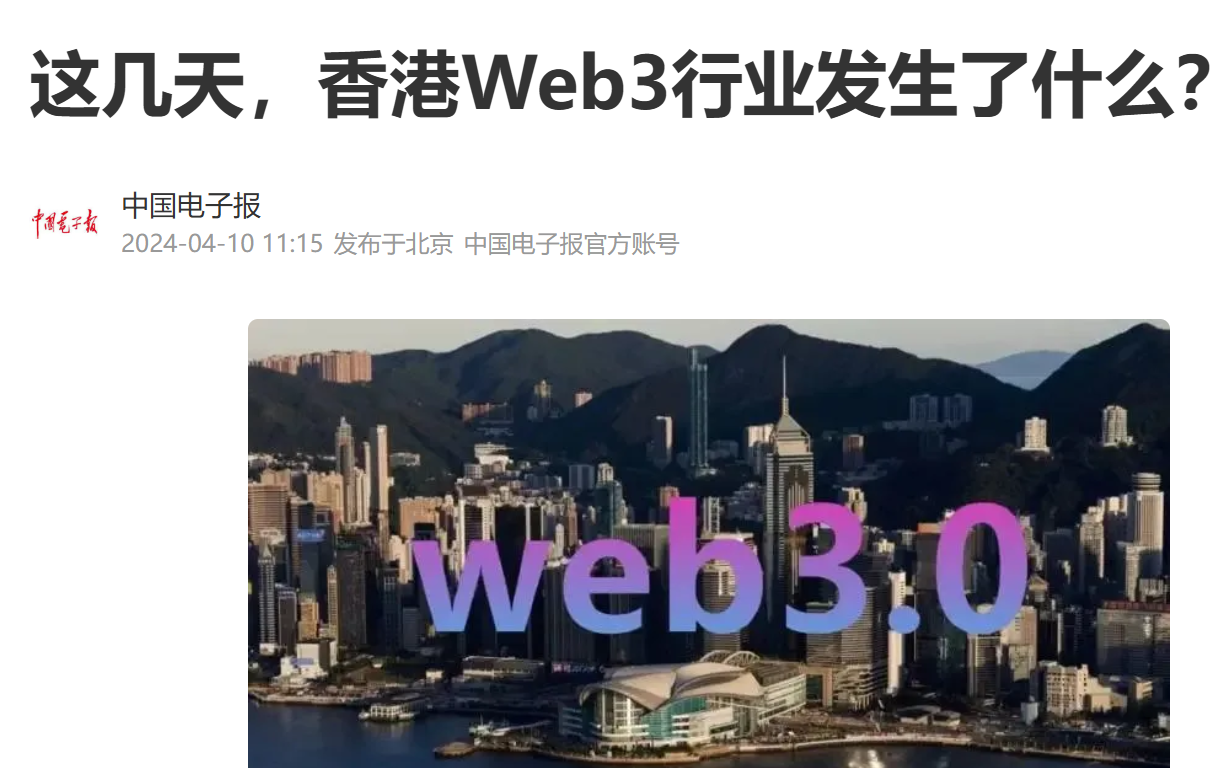 这几天，香港Web3行业发生了什么？
中国电子报
中国电子报
2024-04-10 11:15 发布于北京 中国电子报官方账号
web3.0